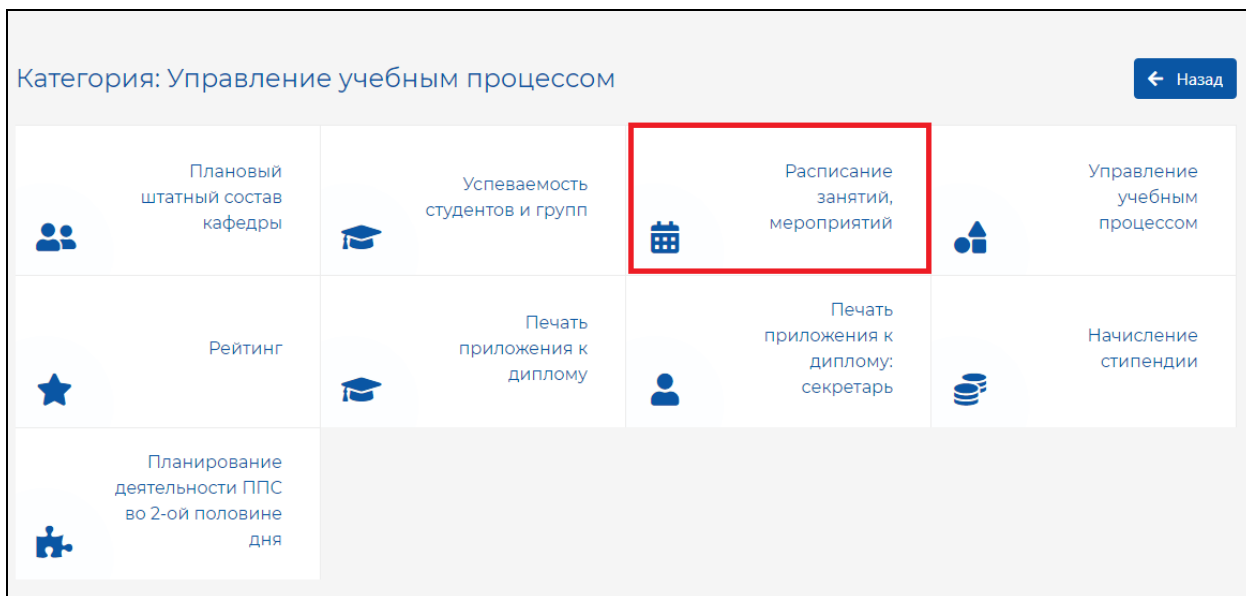 Категория: Управление учебным процессом
Назад
Плановый
штатный состав
кафедры
Успеваемость
студентов и групп
Расписание
занятий,
мероприятий
Управление
учебным
процессом
Рейтинг
Печать
приложения к
диплому
Печать
приложения к
диплому:
секретарь
Начисление
стипендии
Планирование
деятельности ППС
во 2-ой половине
дня